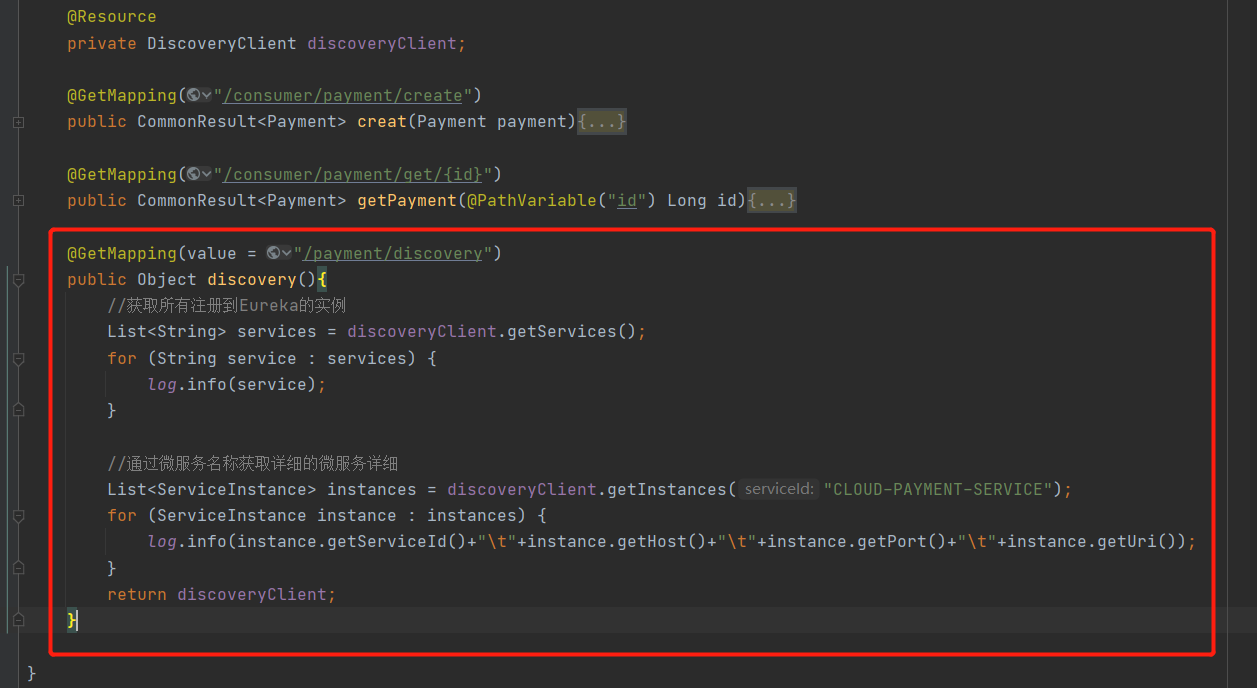 @Resource
private DiscoveryClient discoveryClient;
@GetMapping("/consumer/payment/create")
public CommonResult<Payment> creat(Payment payment){...}
@GetMapping("/consumer/payment/get/{id}")
public CommonResult<Payment> getPayment(@PathVariable("id") Long id){...}
@GetMapping(value = "/payment/discovery")
public Object discovery(){
//获取所有注册到Eureka的实例
List<String> services = discoveryClient.getServices();
for (String service : services) {
log.info(service);
}
//通过微服务名称获取详细的微服务详细
List<ServiceInstance> instances = discoveryClient.getInstances( serviceId: "CLOUD-PAYMENT-SERVICE");
for (ServiceInstance instance : instances) {
log.info(instance.getServiceId()+"\t"+instance.getHost()+"\t"+instance.getPort()+"\t"+instance.getUri());
}
return discoveryClient;
}
}